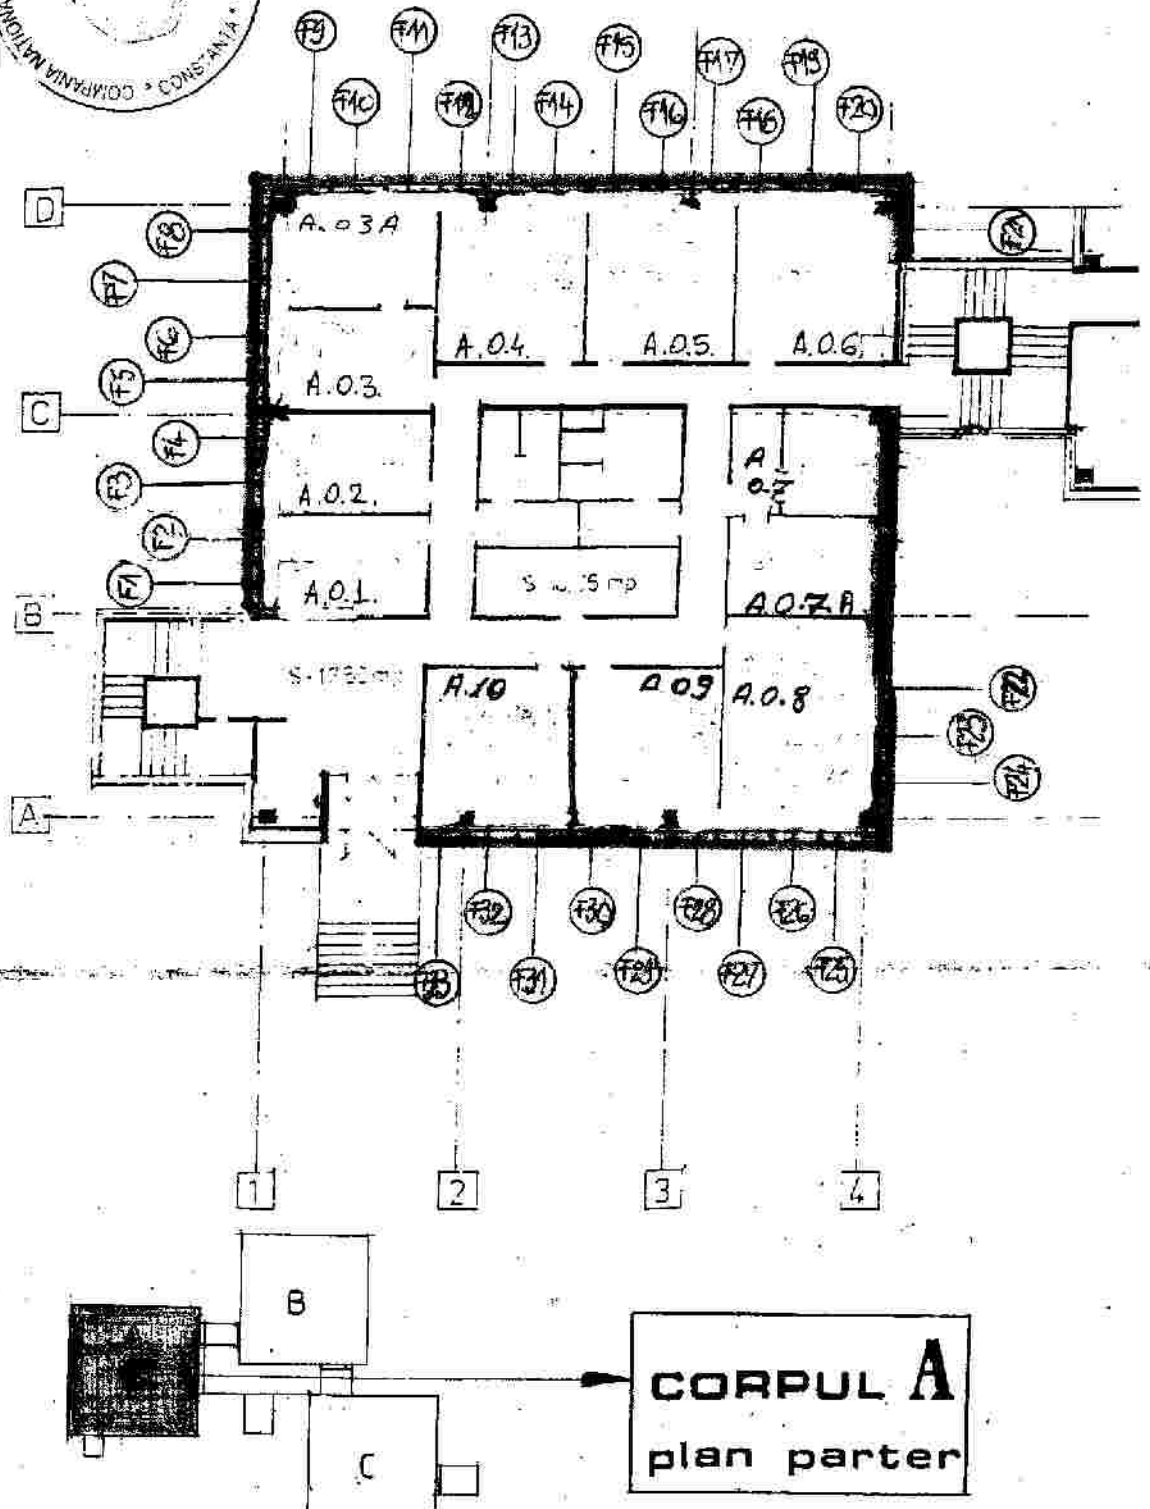 COMPANIA NATIONA
CONSTANTA
F9
F11
F13
F15
F17
F19
F10
F12
F14
F16
F18
F20
D
F8
A.03A
F21
F7
F6
A.0.4.
A.0.5.
A.0.6.
F5
A.0.3.
C
F4
A
0.7
F3
A.0.2.
F2
F1
A.0.1.
A.0.7.A
B
A.10
A 09
A.0.8
F22
F23
F24
A
F32
F30
F28
F26
F33
F31
F29
F27
F25
1
2
3
4
B
A
C
CORPUL A
plan parter